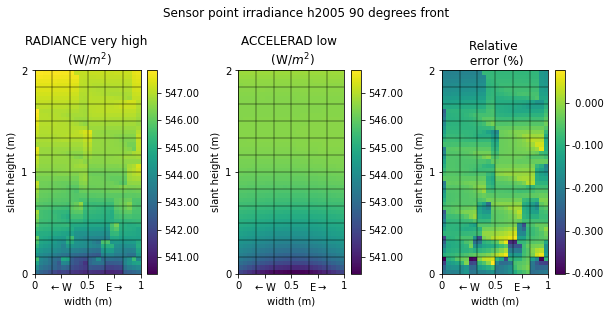 Sensor point irradiance h2005 90 degrees front
RADIANCE very high
(W/m²)
ACCELERAD low
(W/m²)
Relative
error (%)
slant height (m)
2
1
0
0
←W
0.5
E→
1
width (m)
547.00
546.00
545.00
544.00
543.00
542.00
541.00
slant height (m)
2
1
0
0
←W
0.5
E→
1
width (m)
547.00
546.00
545.00
544.00
543.00
542.00
541.00
slant height (m)
2
1
0
0
←W
0.5
E→
1
width (m)
0.000
-0.100
-0.200
-0.300
-0.400